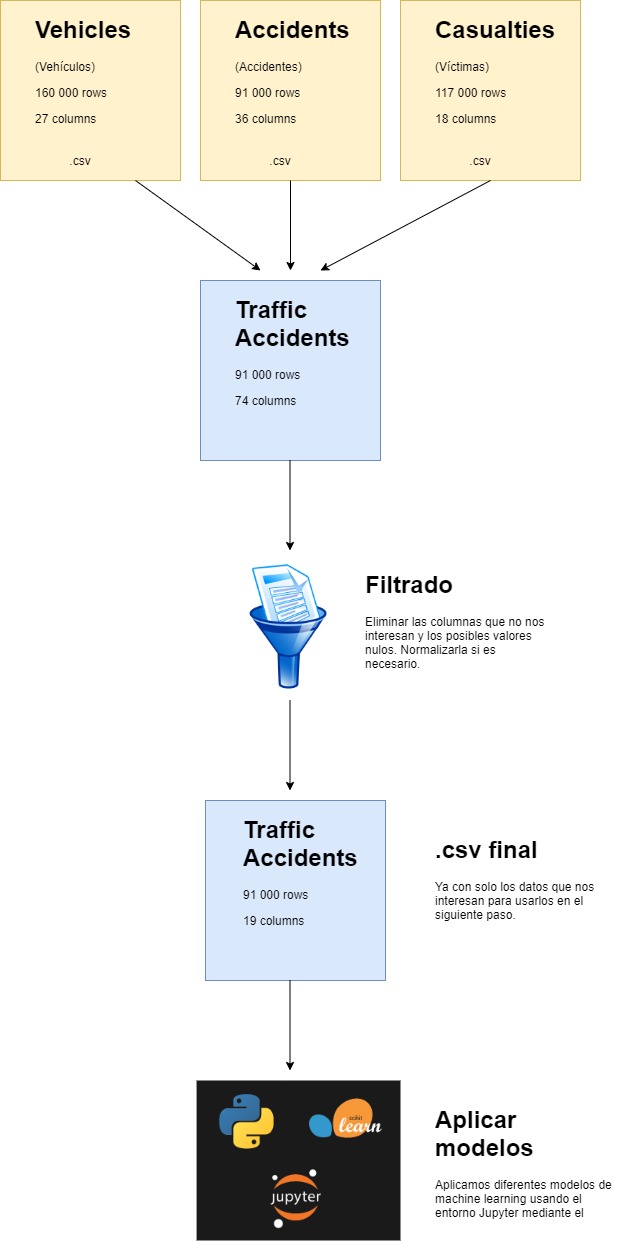 Vehicles
(Vehículos)
160 000 rows
27 columns
.csv
Accidents
(Accidentes)
91 000 rows
36 columns
.csv
Casualties
(Víctimas)
117 000 rows
18 columns
.csv
Traffic
Accidents
91 000 rows
74 columns
Filtrado
Eliminar las columnas que no nos
interesan y los posibles valores
nulos. Normalizarla si es
necesario.
Traffic
Accidents
91 000 rows
19 columns
.csv final
Ya con solo los datos que nos
interesan para usarlos en el
siguiente paso.
scikit
learn
jupyter
Aplicar
modelos
Aplicamos diferentes modelos de
machine learning usando el
entorno Jupyter mediante el